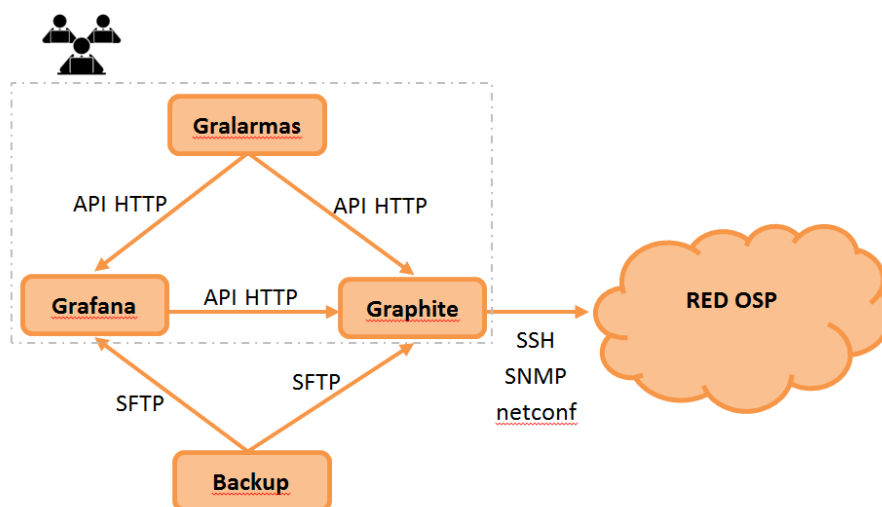 Gralarmas
API HTTP
API HTTP
Grafana
API HTTP
Graphite
RED OSP
SSH
SNMP
netconf
SFTP
SFTP
Backup